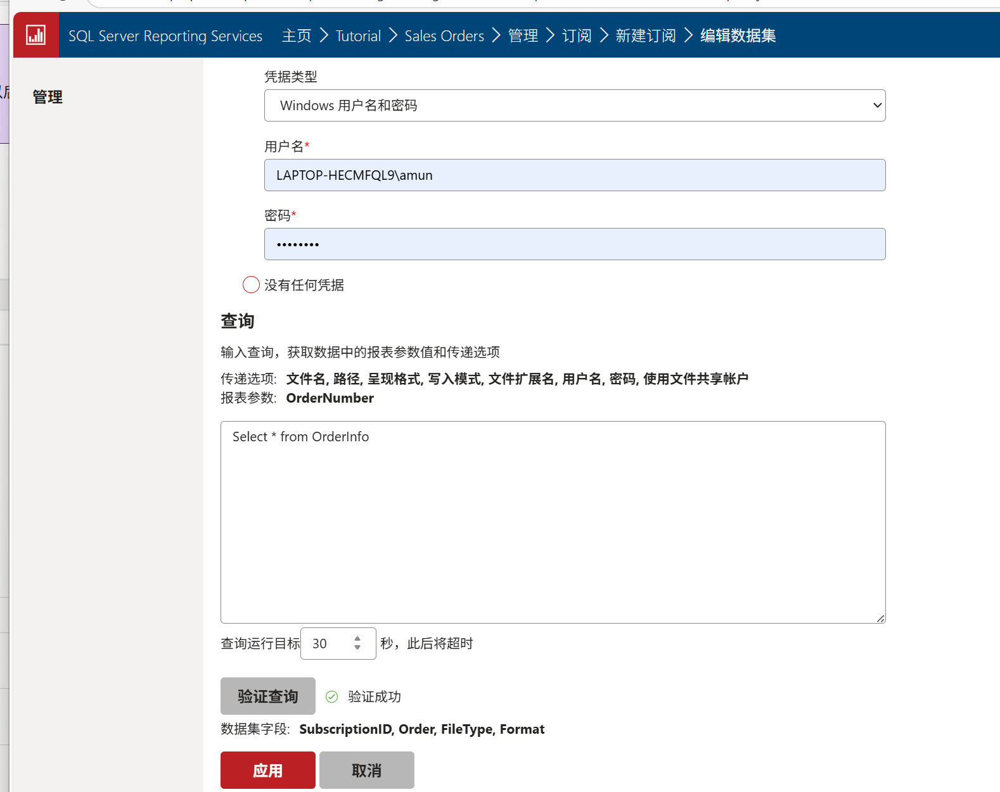 SQL Server Reporting Services 主页 > Tutorial > Sales Orders > 管理 > 订阅 > 新建订阅 > 编辑数据集
管理
凭据类型
Windows 用户名和密码
用户名*
LAPTOP-HECMFQL9\amun
密码*
••••••••
没有任何凭据
查询
输入查询，获取数据中的报表参数值和传递选项
传递选项: 文件名, 路径, 呈现格式, 写入模式, 文件扩展名, 用户名, 密码, 使用文件共享帐户
报表参数: OrderNumber
Select * from OrderInfo
查询运行目标 30 秒，此后将超时
验证查询 验证成功
数据集字段: SubscriptionID, Order, FileType, Format
应用 取消